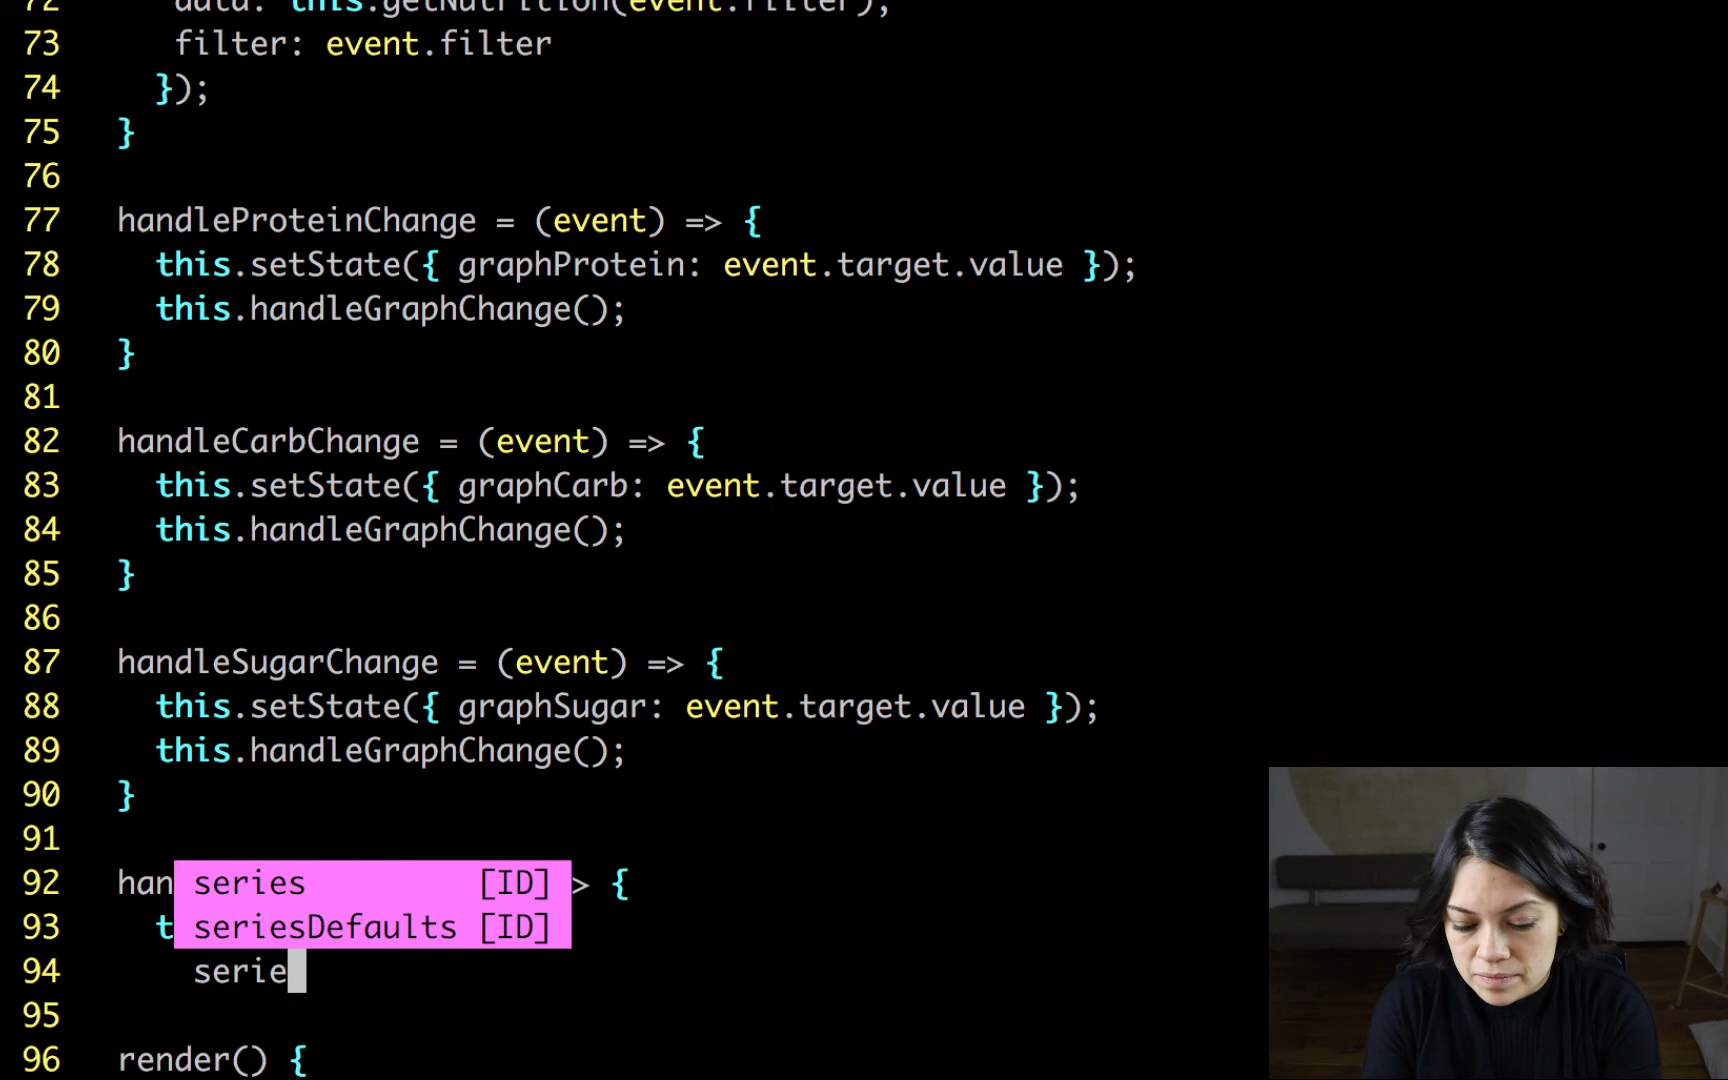 72 data: this.getNutrition(event.filter),
73 filter: event.filter
74 });
75 }
76
77 handleProteinChange = (event) => {
78 this.setState({ graphProtein: event.target.value });
79 this.handleGraphChange();
80 }
81
82 handleCarbChange = (event) => {
83 this.setState({ graphCarb: event.target.value });
84 this.handleGraphChange();
85 }
86
87 handleSugarChange = (event) => {
88 this.setState({ graphSugar: event.target.value });
89 this.handleGraphChange();
90 }
91
92 han series [ID] > {
93 t seriesDefaults [ID]
94 serie
95
96 render() {